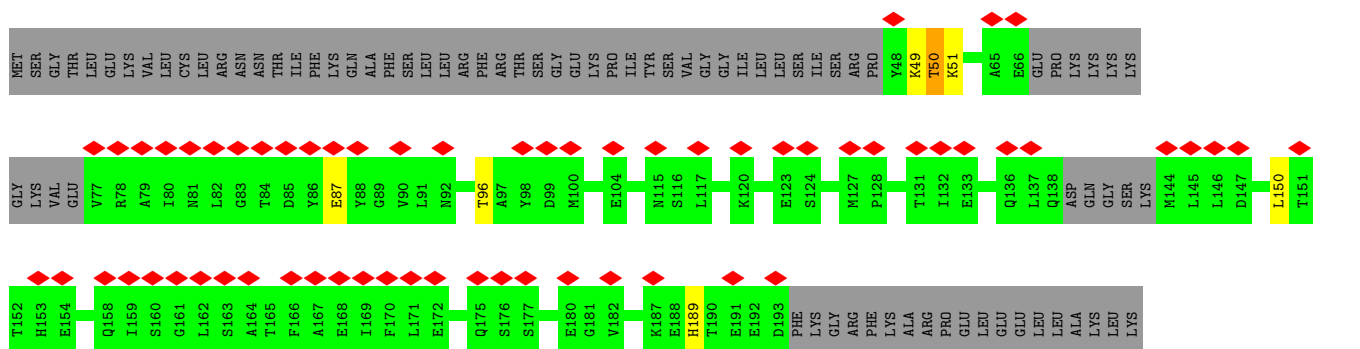 MET SER GLY THR LEU GLU LYS VAL LEU CYS LEU ARG ASN ASN THR ILE PHE LYS GLN ALA PHE SER LEU LEU ARG PHE ARG THR SER GLY GLU LYS PRO ILE TYR SER VAL GLY GLY ILE LEU LEU SER ILE SER ARG PRO Y48 K49 T50 K51 A65 E66 GLU PRO LYS LYS LYS LYS
GLY LYS VAL GLU V77 R78 A79 I80 N81 L82 G83 T84 D85 Y86 E87 Y88 G89 V90 L91 N92 T96 A97 Y98 D99 M100 E104 N115 S116 L117 K120 E123 S124 M127 P128 T131 I132 E133 Q136 L137 Q138 ASP GLN GLY SER LYS M144 L145 L146 D147 L150 T151
T152 H153 E154 Q158 I159 S160 G161 L162 S163 A164 T165 F166 A167 E168 I169 F170 L171 E172 Q175 S176 S177 E180 G181 V182 K187 E188 H189 T190 E191 E192 D193 PHE LYS GLY ARG PHE LYS ALA ARG PRO GLU LEU GLU GLU LEU LEU ALA LYS LEU LYS